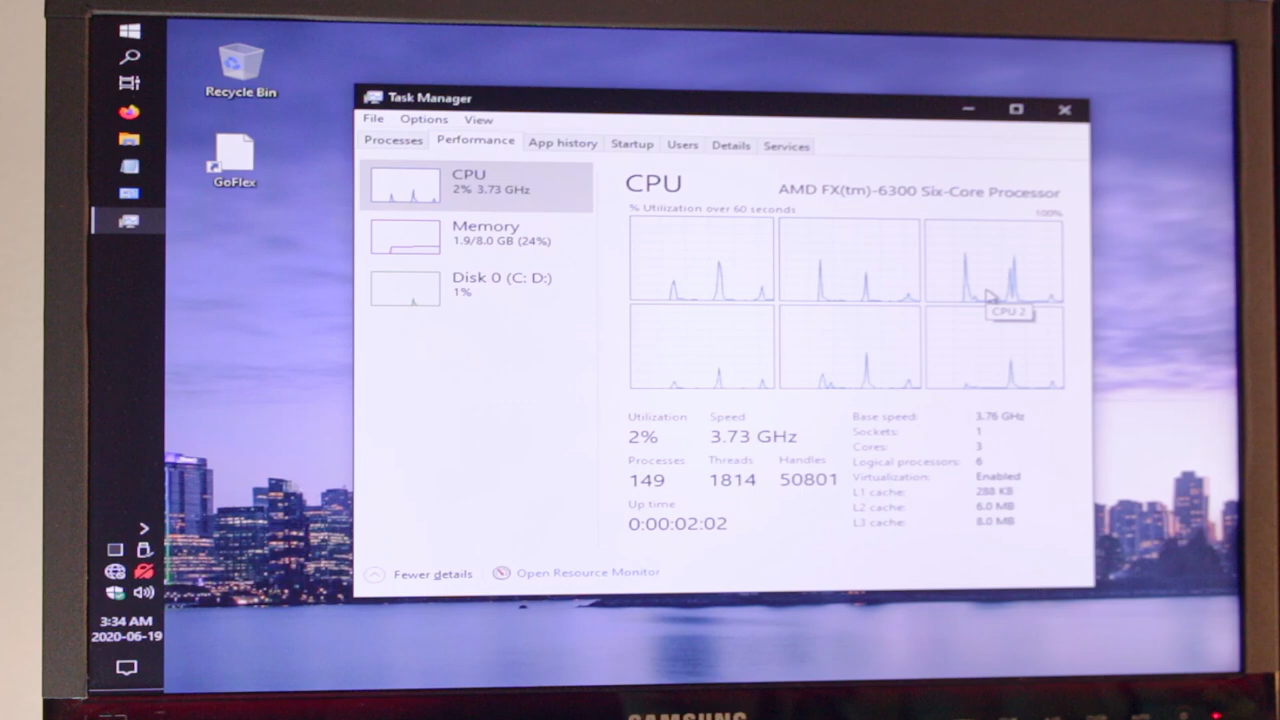 Recycle Bin
GoFlex
Task Manager
File Options View
Processes Performance App history Startup Users Details Services
CPU
2% 3.73 GHz
Memory
1.9/8.0 GB (24%)
Disk 0 (C: D:)
1%
CPU
AMD FX(tm)-6300 Six-Core Processor
% Utilization over 60 seconds
100%
CPU 2
Utilization Speed
2% 3.73 GHz
Processes Threads Handles
149 1814 50801
Up time
0:00:02:02
Base speed: 3.76 GHz
Sockets: 1
Cores: 3
Logical processors: 6
Virtualization: Enabled
L1 cache: 288 KB
L2 cache: 6.0 MB
L3 cache: 8.0 MB
Fewer details
Open Resource Monitor
3:34 AM
2020-06-19
SAMSUNG